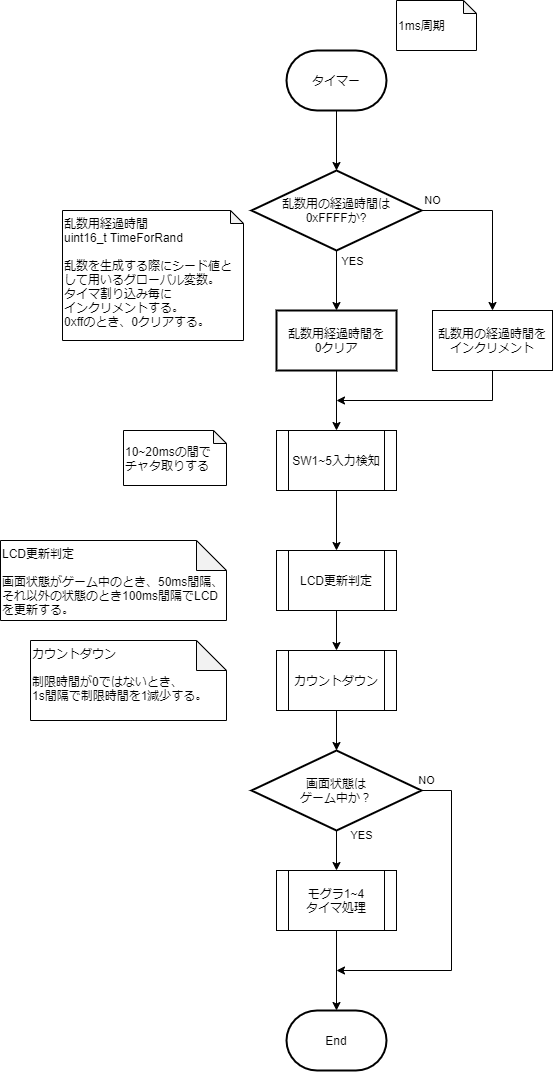 1ms周期
タイマー
乱数用の経過時間は
0xFFFFか?
NO
YES
乱数用経過時間
uint16_t TimeForRand
乱数を生成する際にシード値と
して用いるグローバル変数。
タイマ割り込み毎に
インクリメントする。
0xffのとき、0クリアする。
乱数用経過時間を
0クリア
乱数用の経過時間を
インクリメント
10~20msの間で
チャタ取りする
SW1~5入力検知
LCD更新判定
画面状態がゲーム中のとき、50ms間隔、
それ以外の状態のとき100ms間隔でLCD
を更新する。
LCD更新判定
カウントダウン
制限時間が0ではないとき、
1s間隔で制限時間を1減少する。
カウントダウン
画面状態は
ゲーム中か？
NO
YES
モグラ1~4
タイマ処理
End